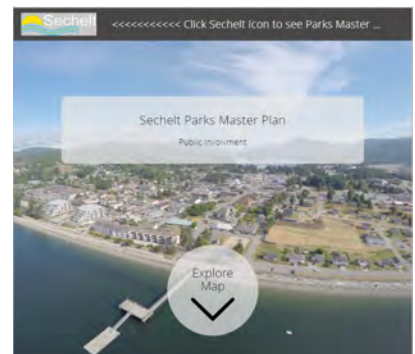 Sechelt <<<<<<<<<<< Click Sechelt Icon to see Parks Master ...
Sechelt Parks Master Plan
Public Involvment
Explore
Map